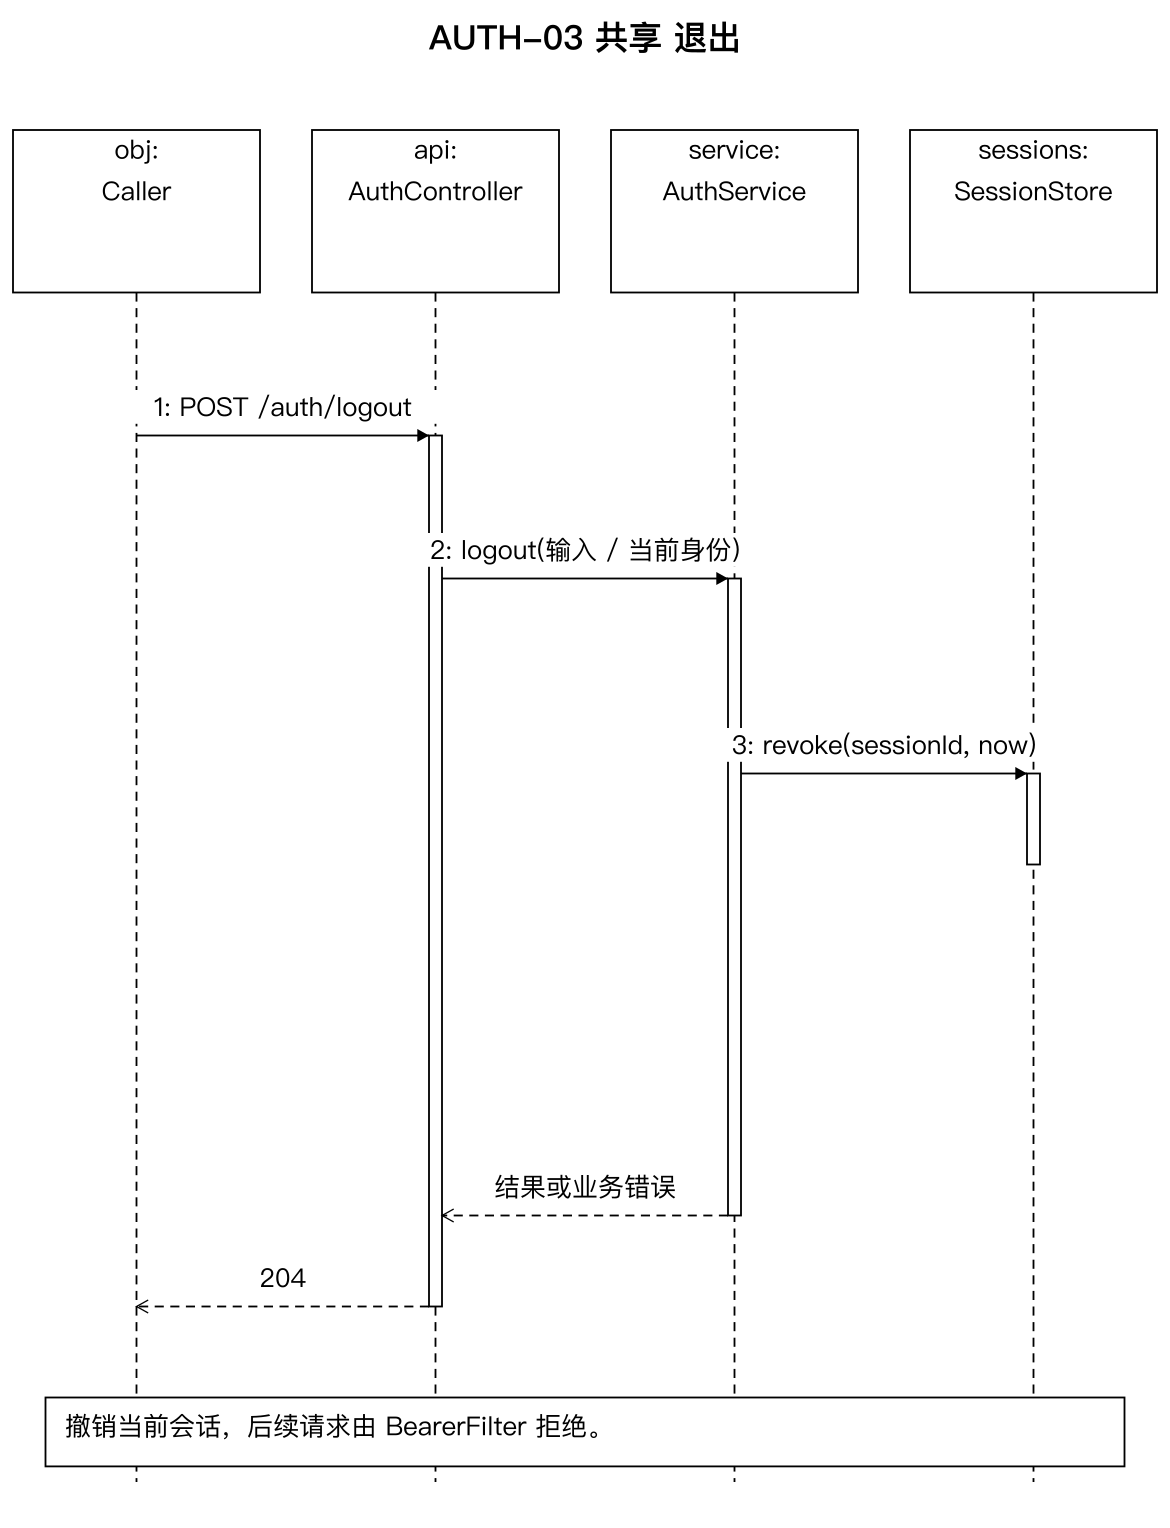 AUTH-03 共享 退出
obj:
Caller
api:
AuthController
service:
AuthService
sessions:
SessionStore
1: POST /auth/logout
2: logout(输入 / 当前身份)
3: revoke(sessionId, now)
结果或业务错误
204
撤销当前会话，后续请求由 BearerFilter 拒绝。